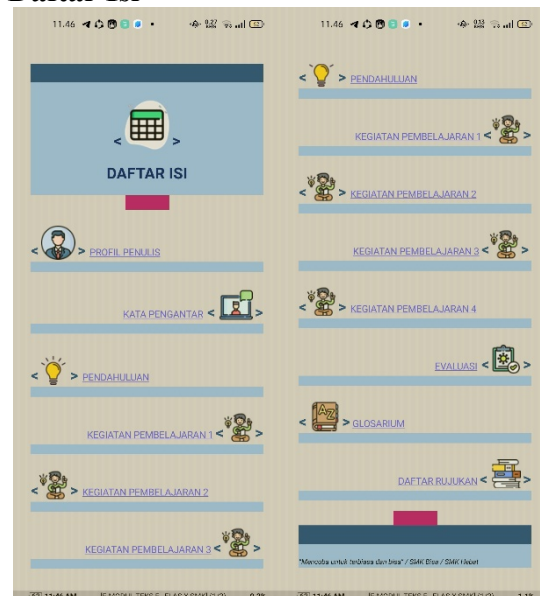 Daftar Isi
11.46
DAFTAR ISI
PROFIL PENULIS
KATA PENGANTAR
PENDAHULUAN
KEGIATAN PEMBELAJARAN 1
KEGIATAN PEMBELAJARAN 2
KEGIATAN PEMBELAJARAN 3
11.46
PENDAHULUAN
KEGIATAN PEMBELAJARAN 1
KEGIATAN PEMBELAJARAN 2
KEGIATAN PEMBELAJARAN 3
KEGIATAN PEMBELAJARAN 4
EVALUASI
GLOSARIUM
DAFTAR RUJUKAN
"Mencoba untuk terbiasa dan bisa" / SMK Bisa / SMK Hebat